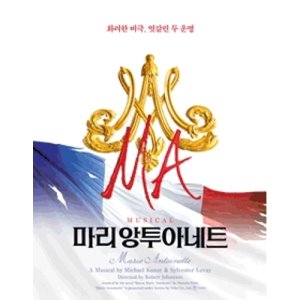 화려한 비극, 엇갈린 두 운명
MA
MUSICAL
마리 앙투아네트
Marie Antoinette
A Musical by Michael Kunze & Sylvester Levay
Directed by Robert Johanson